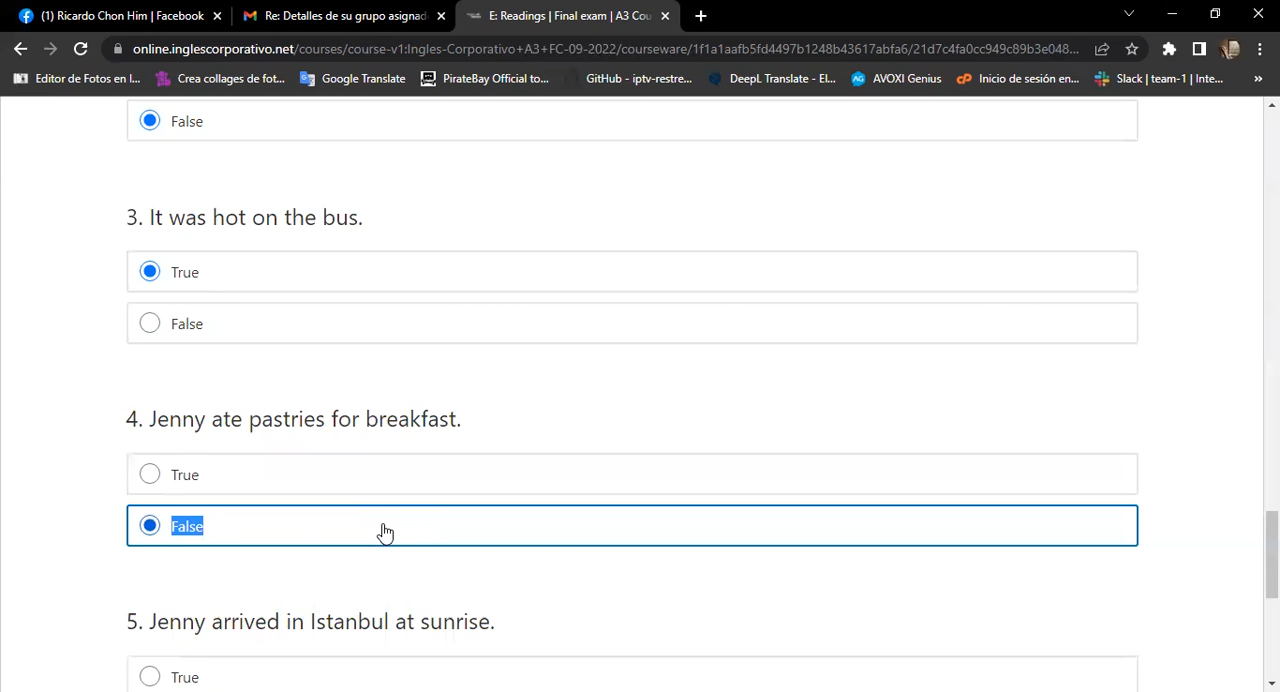 (1) Ricardo Chon Him | Facebook
Re: Detalles de su grupo asignad
E: Readings | Final exam | A3 Cou
online.inglescorporativo.net/courses/course-v1:Ingles-Corporativo+A3+FC-09-2022/courseware/1f1a1aafb5fd4497b1248b43617abfa6/21d7c4fa0cc949c89b3e048...
Editor de Fotos en l...
Crea collages de fot...
Google Translate
PirateBay Official to...
GitHub - iptv-restre...
DeepL Translate - El...
AVOXI Genius
Inicio de sesión en...
Slack | team-1 | Inte...
»
False
3. It was hot on the bus.
True
False
4. Jenny ate pastries for breakfast.
True
False
5. Jenny arrived in Istanbul at sunrise.
True